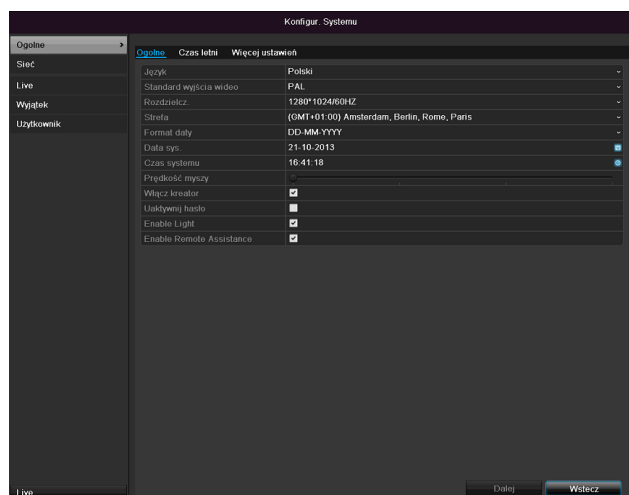 Konfigur. Systemu
Ogolne
Sieć
Live
Wyjątek
Użytkownik
Ogolne Czas letni Więcej ustawień
Język Polski
Standard wyjścia wideo PAL
Rozdzielcz. 1280*1024/60HZ
Strefa (GMT+01:00) Amsterdam, Berlin, Rome, Paris
Format daty DD-MM-YYYY
Data sys. 21-10-2013
Czas systemu 16:41:18
Prędkość myszy
Włącz kreator
Uaktywnij hasło
Enable Light
Enable Remote Assistance
Live
Dalej Wstecz